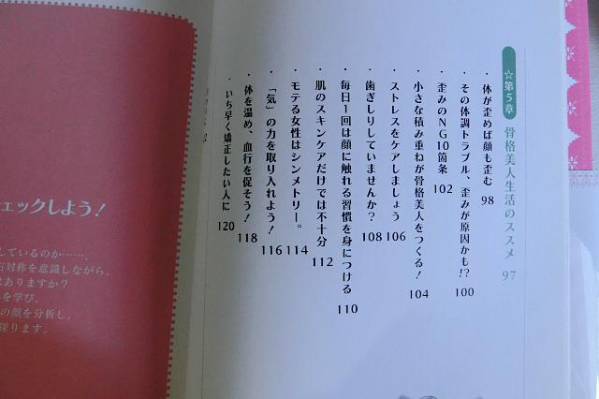 ☆第5章 骨格美人生活のススメ 97
・体が歪めば顔も歪む 98
・その体調トラブル、歪みが原因かも!? 100
・歪みのNG10箇条 102
・小さな積み重ねが骨格美人をつくる! 104
・ストレスをケアしましょう 106
・歯ぎしりしていませんか? 108
・毎日1回は顔に触れる習慣を身につける 110
・肌のスキンケアだけでは不十分 112
・モテる女性はシンメトリー。 114
・「気」の力を取り入れよう! 116
・体を温め、血行を促そう! 118
・いち早く矯正したい人に 120
ェックしよう!
しているのか……、
対称を意識しながら、
ありますか?
を学び、
の顔を分析し、
ります。